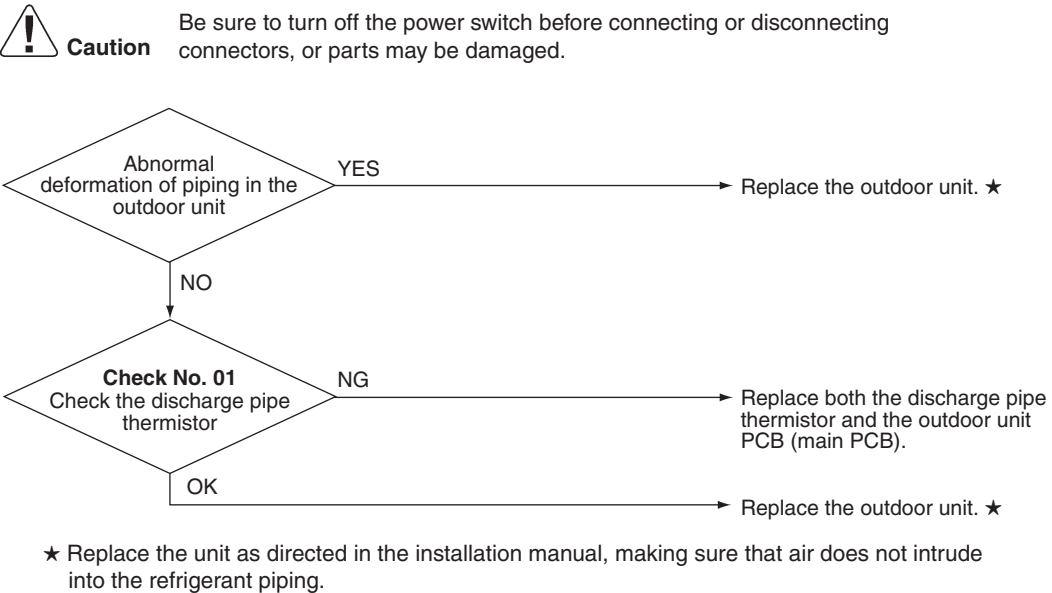 Caution
Be sure to turn off the power switch before connecting or disconnecting
connectors, or parts may be damaged.
Abnormal
deformation of piping in the
outdoor unit
YES
Replace the outdoor unit. ★
NO
Check No. 01
Check the discharge pipe
thermistor
NG
Replace both the discharge pipe
thermistor and the outdoor unit
PCB (main PCB).
OK
Replace the outdoor unit. ★
★ Replace the unit as directed in the installation manual, making sure that air does not intrude
into the refrigerant piping.